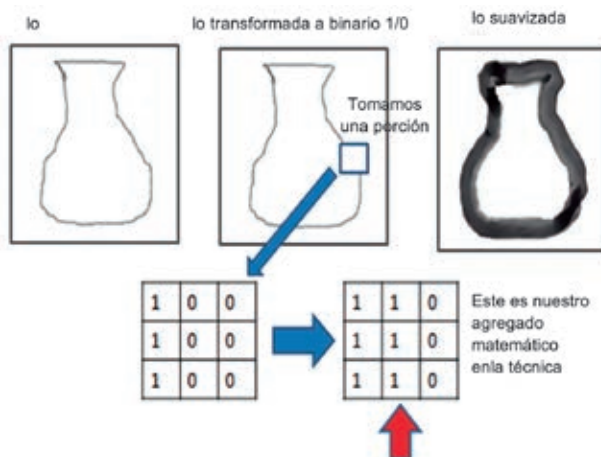 Io
Io transformada a binario 1/0
Io suavizada
Tomamos
una porción
1 0 0
1 0 0
1 0 0
1 1 0
1 1 0
1 1 0
Este es nuestro
agregado
matemático
enla técnica